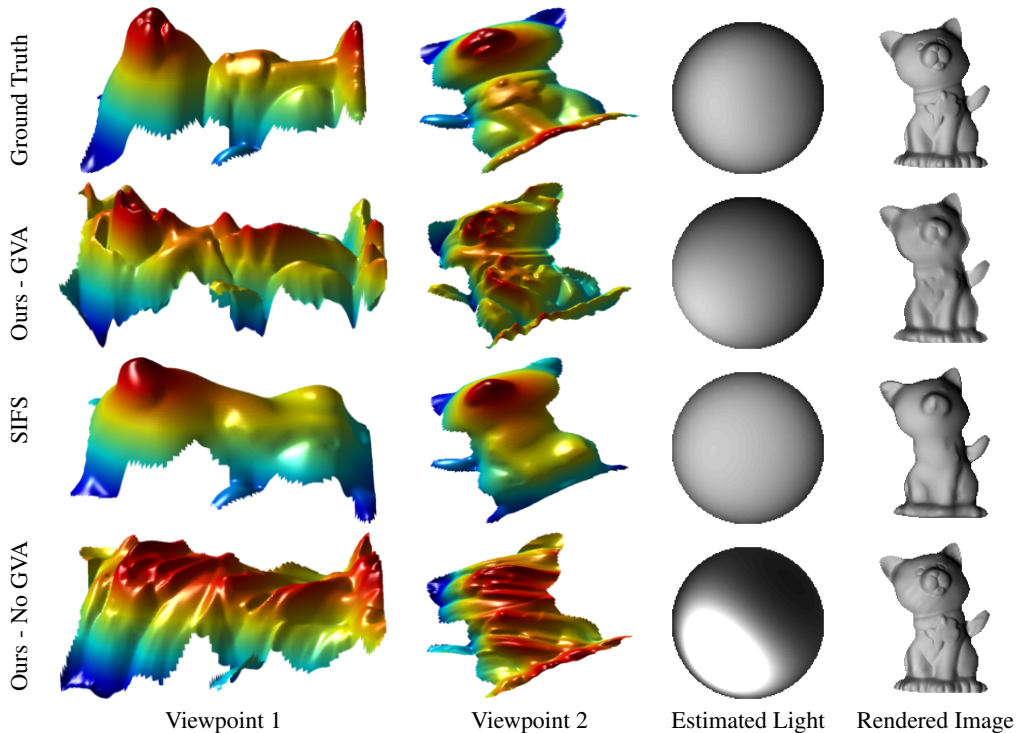 Ground Truth
Ours - GVA
SIFS
Ours - No GVA
Viewpoint 1
Viewpoint 2
Estimated Light
Rendered Image